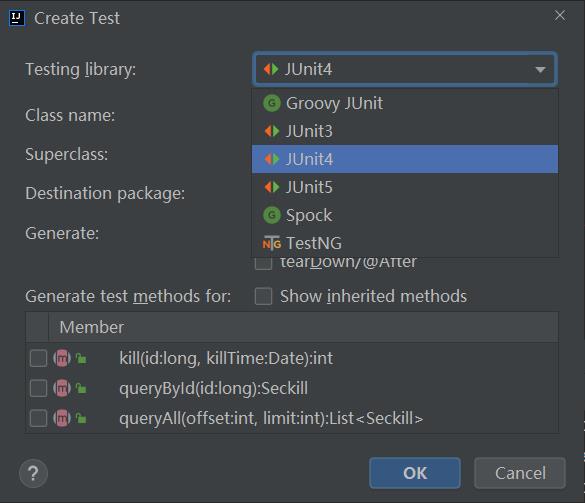 Create Test
Testing library:
JUnit4
Groovy JUnit
Class name:
JUnit3
Superclass:
JUnit4
Destination package:
JUnit5
Spock
Generate:
TestNG
tearDown/@After
Generate test methods for:
Show inherited methods
Member
kill(id:long, killTime:Date):int
queryById(id:long):Seckill
queryAll(offset:int, limit:int):List<Seckill>
?
OK
Cancel